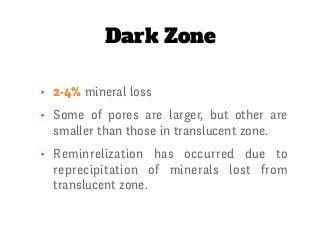 Dark Zone
• 2-4% mineral loss
• Some of pores are larger, but other are
smaller than those in translucent zone.
• Reminrelization has occurred due to
reprecipitation of minerals lost from
translucent zone.